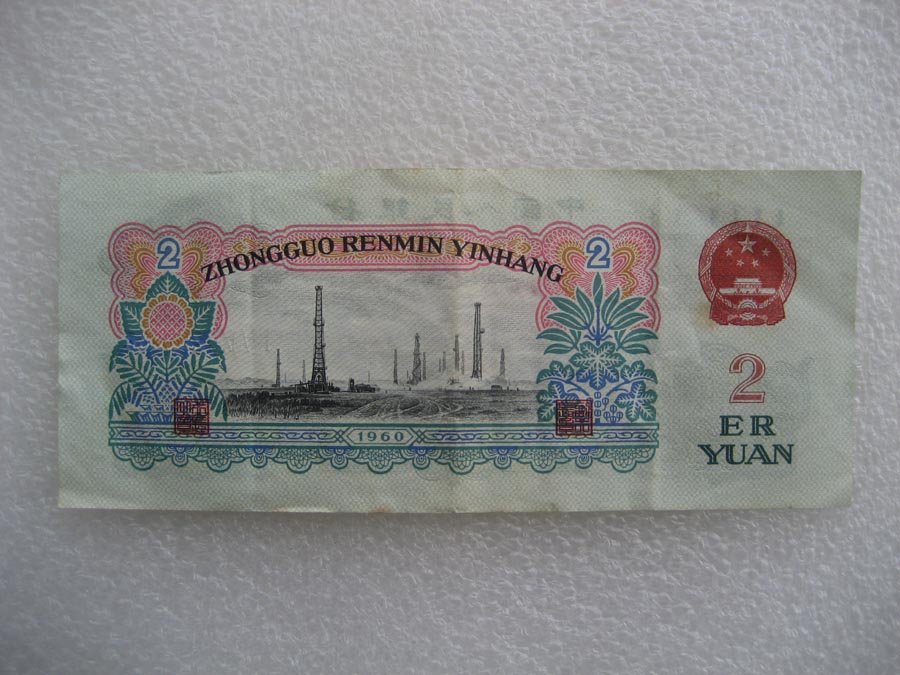 2
ZHONGGUO RENMIN YINHANG
2
1960
2
ER
YUAN